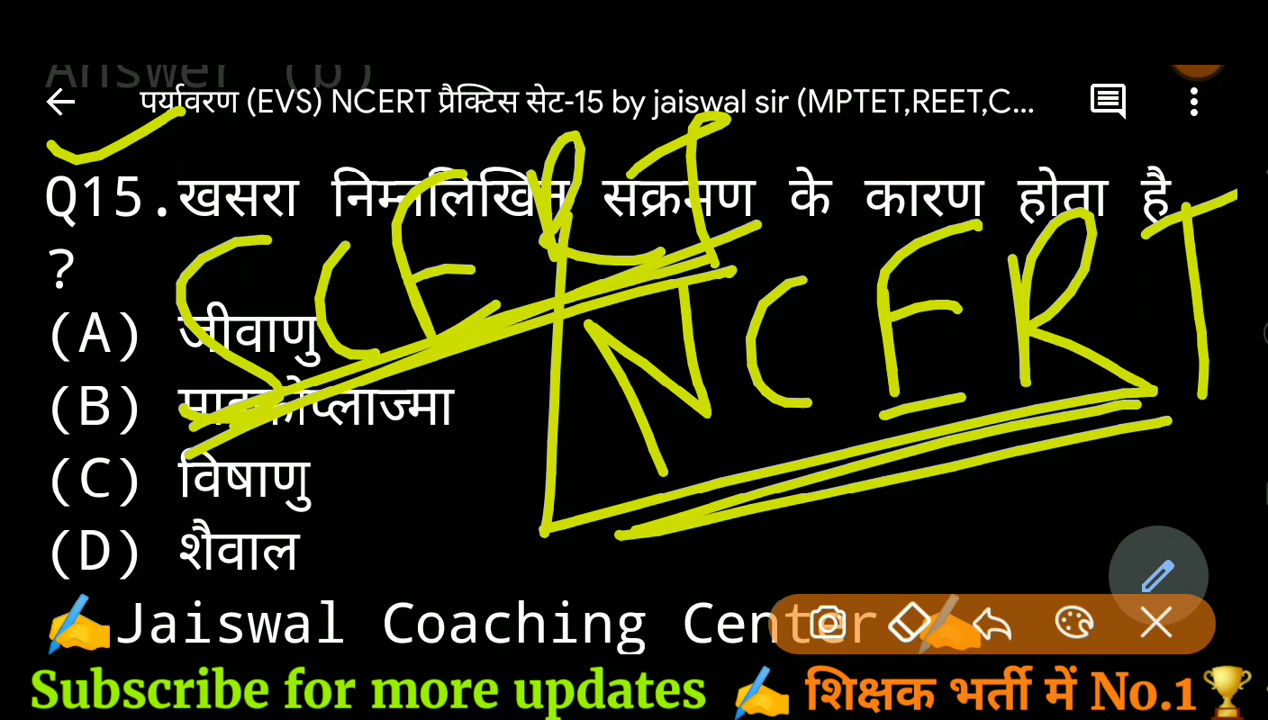 Answer (b)
पर्यावरण (EVS) NCERT प्रैक्टिस सेट-15 by jaiswal sir (MPTET,REET,C...
Q15.खसरा निम्नलिखित संक्रमण के कारण होता है
?
SCERT
NCERT
(A) जीवाणु
(B) माइकोप्लाज्मा
(C) विषाणु
(D) शैवाल
✍️Jaiswal Coaching Center✍️
Subscribe for more updates ✍️ शिक्षक भर्ती में No.1🏆